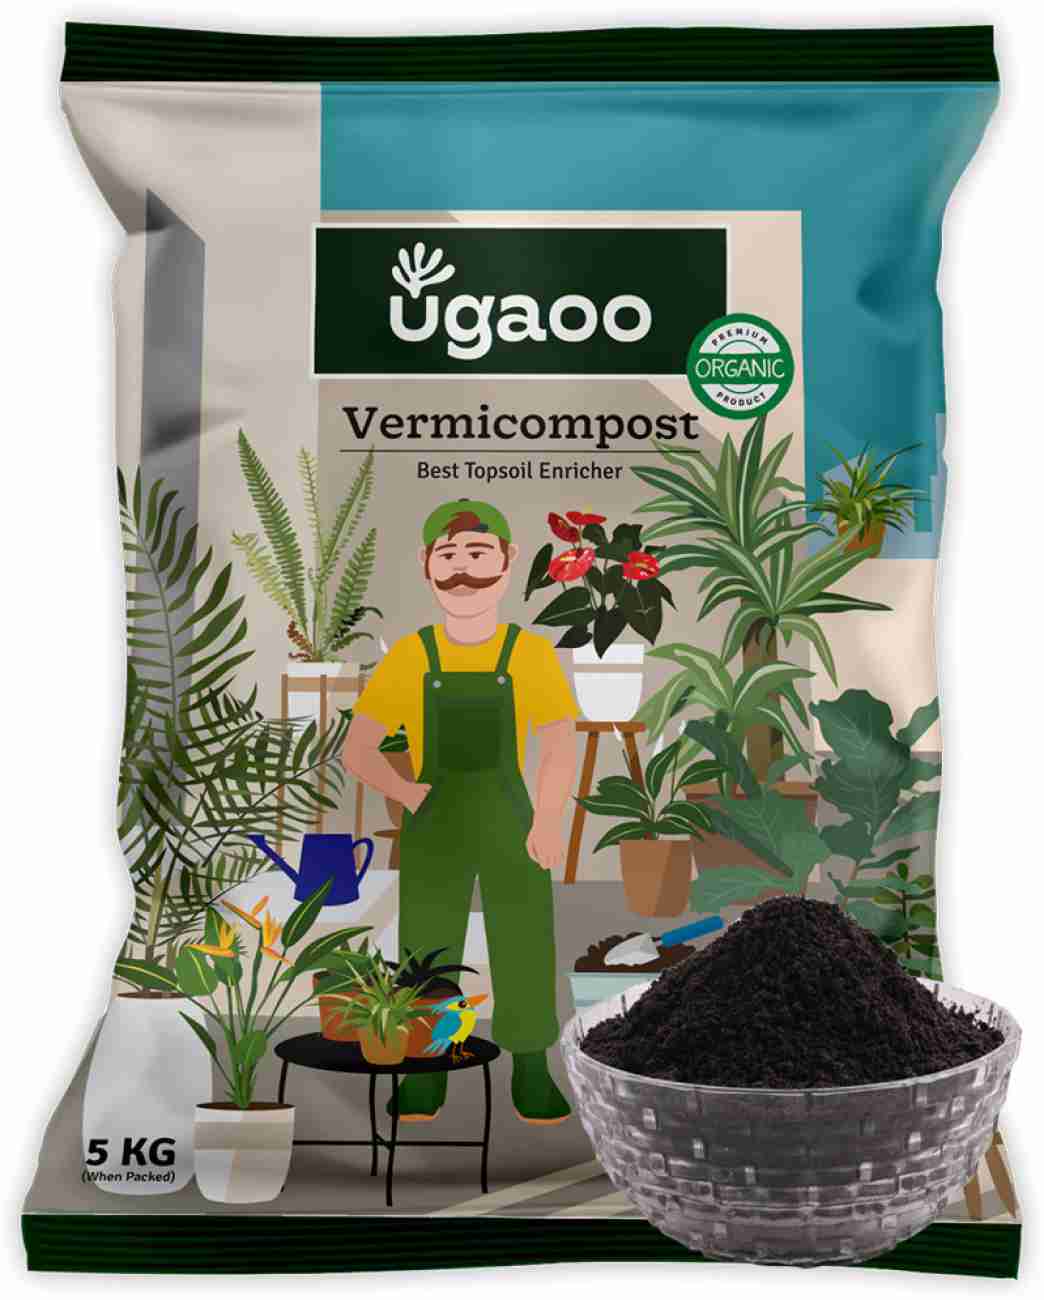 ugaoo
PREMIUM
ORGANIC
PRODUCT
Vermicompost
Best Topsoil Enricher
5 KG
(When Packed)